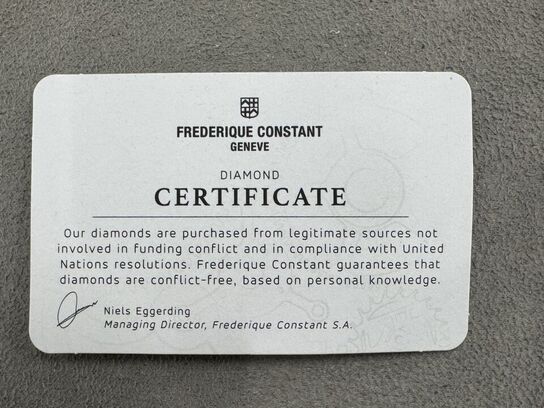 FREDERIQUE CONSTANT
GENEVE
DIAMOND
CERTIFICATE
Our diamonds are purchased from legitimate sources not
involved in funding conflict and in compliance with United
Nations resolutions. Frederique Constant guarantees that
diamonds are conflict-free, based on personal knowledge.
Niels Eggerding
Managing Director, Frederique Constant S.A.